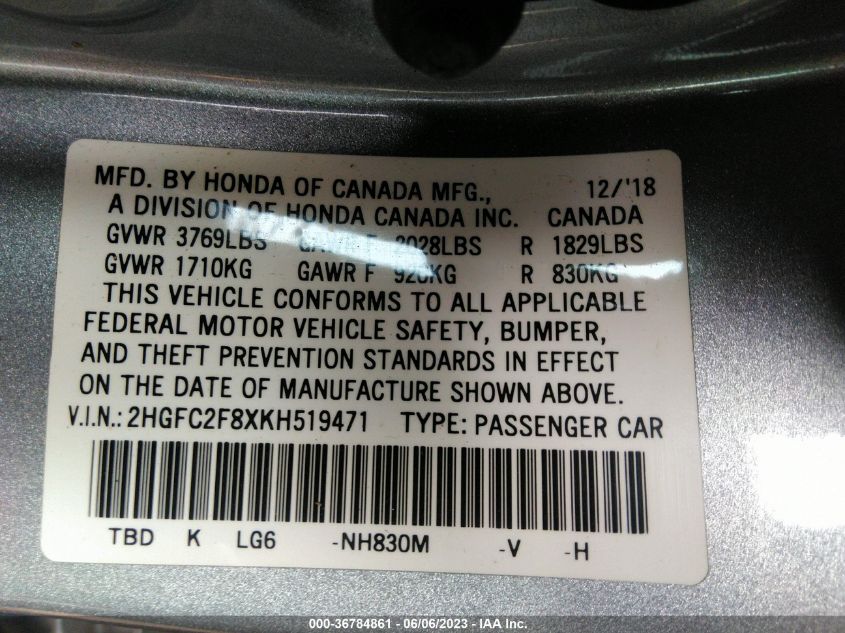 MFD. BY HONDA OF CANADA MFG., 12/'18
A DIVISION OF HONDA CANADA INC. CANADA
GVWR 3769LBS GAWR F 2028LBS R 1829LBS
GVWR 1710KG GAWR F 920KG R 830KG
THIS VEHICLE CONFORMS TO ALL APPLICABLE
FEDERAL MOTOR VEHICLE SAFETY, BUMPER,
AND THEFT PREVENTION STANDARDS IN EFFECT
ON THE DATE OF MANUFACTURE SHOWN ABOVE.
V.I.N.: 2HGFC2F8XKH519471 TYPE: PASSENGER CAR
TBD K LG6 -NH830M -V -H
000-36784861 - 06/06/2023 - IAA Inc.